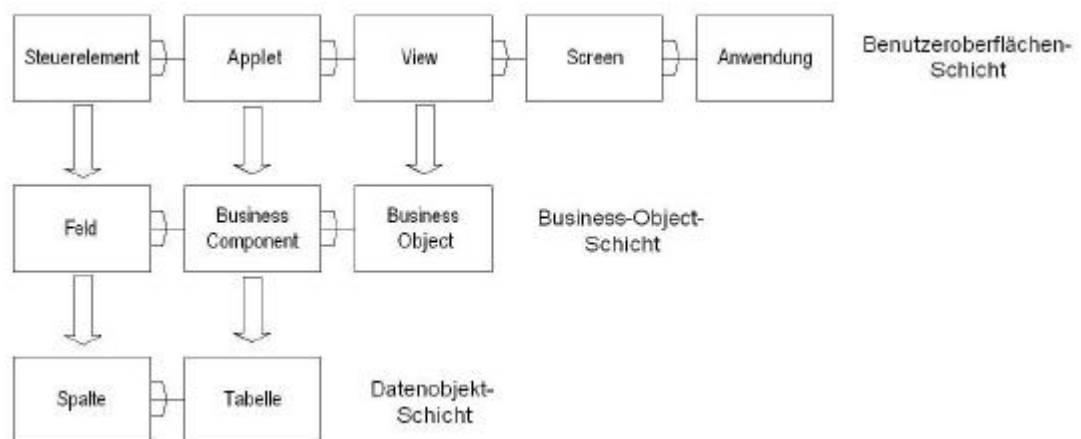 Steuerelement
Applet
View
Screen
Anwendung
Benutzeroberflächen-
Schicht
Feld
Business
Component
Business
Object
Business-Object-
Schicht
Spalte
Tabelle
Datenobjekt-
Schicht